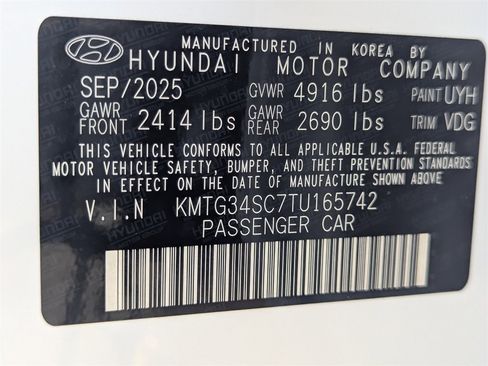 MANUFACTURED IN KOREA BY
HYUNDAI MOTOR COMPANY
SEP/2025 GVWR 4916 lbs PAINT UYH
GAWR FRONT 2414 lbs GAWR REAR 2690 lbs TRIM VDG
THIS VEHICLE CONFORMS TO ALL APPLICABLE U.S.A. FEDERAL
MOTOR VEHICLE SAFETY, BUMPER, AND THEFT PREVENTION STANDARDS
IN EFFECT ON THE DATE OF MANUFACTURE SHOWN ABOVE
V.I.N KMTG34SC7TU165742
PASSENGER CAR